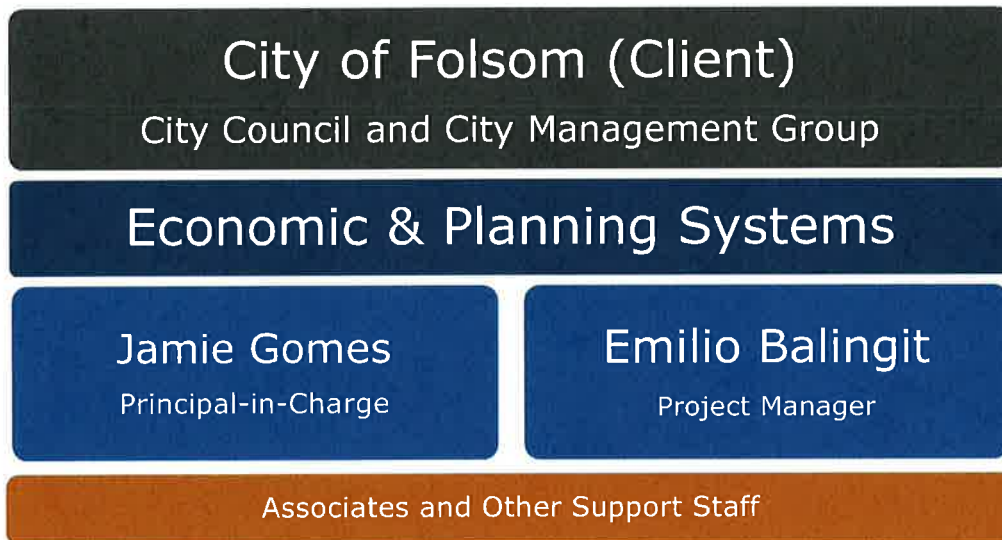 City of Folsom (Client)
City Council and City Management Group
Economic & Planning Systems
Jamie Gomes
Principal-in-Charge
Emilio Balingit
Project Manager
Associates and Other Support Staff